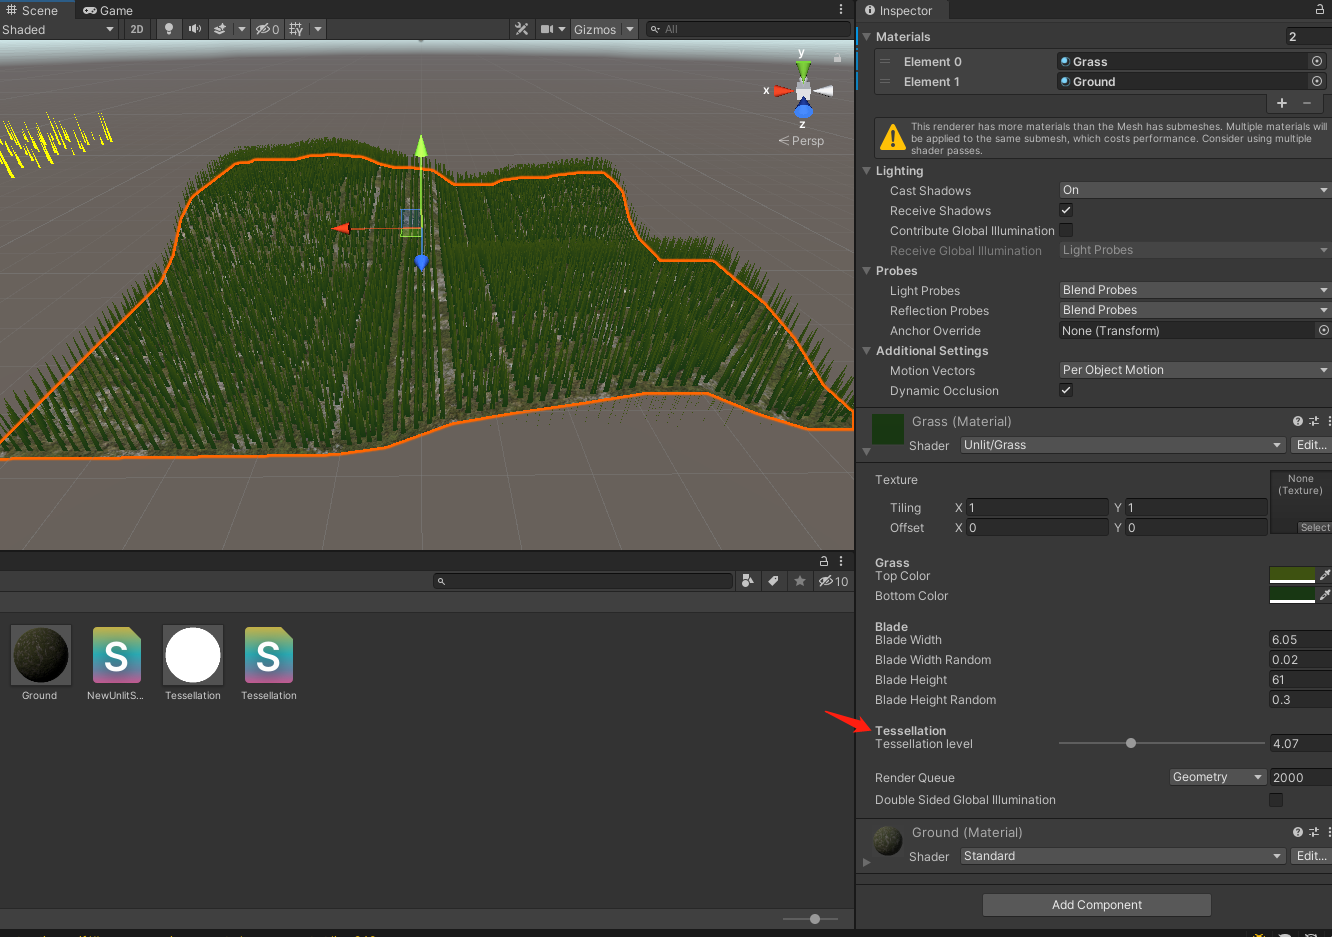 Scene
Game
Shaded
2D
0
Gizmos
All
y
x
z
Persp
10
Ground
NewUnlitS...
Tessellation
Tessellation
Inspector
Materials 2
Element 0 Grass
Element 1 Ground
+ −
This renderer has more materials than the Mesh has submeshes. Multiple materials will
be applied to the same submesh, which costs performance. Consider using multiple
shader passes.
Lighting
Cast Shadows On
Receive Shadows
Contribute Global Illumination
Receive Global Illumination Light Probes
Probes
Light Probes Blend Probes
Reflection Probes Blend Probes
Anchor Override None (Transform)
Additional Settings
Motion Vectors Per Object Motion
Dynamic Occlusion
Grass (Material)
Shader Unlit/Grass Edit...
Texture
None
(Texture)
Tiling X 1 Y 1
Offset X 0 Y 0
Select
Grass
Top Color
Bottom Color
Blade
Blade Width 6.05
Blade Width Random 0.02
Blade Height 61
Blade Height Random 0.3
Tessellation
Tessellation level 4.07
Render Queue Geometry 2000
Double Sided Global Illumination
Ground (Material)
Shader Standard Edit...
Add Component